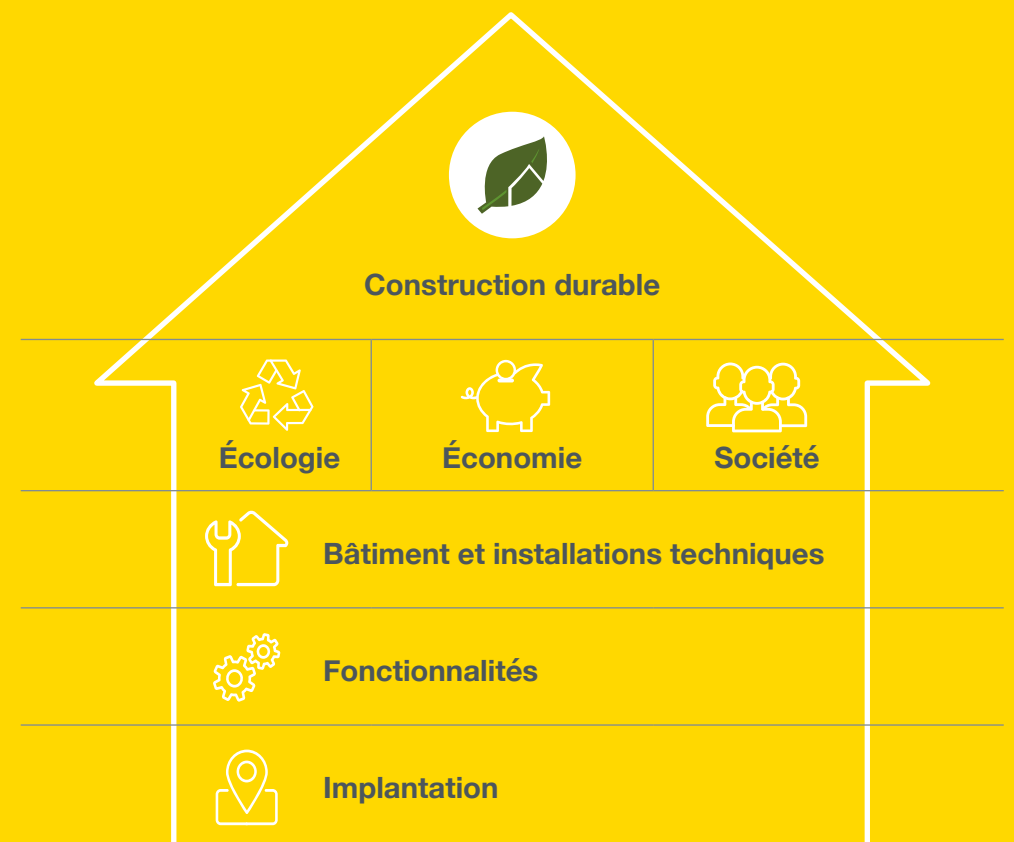 Construction durable
Écologie
Économie
Société
Bâtiment et installations techniques
Fonctionnalités
Implantation